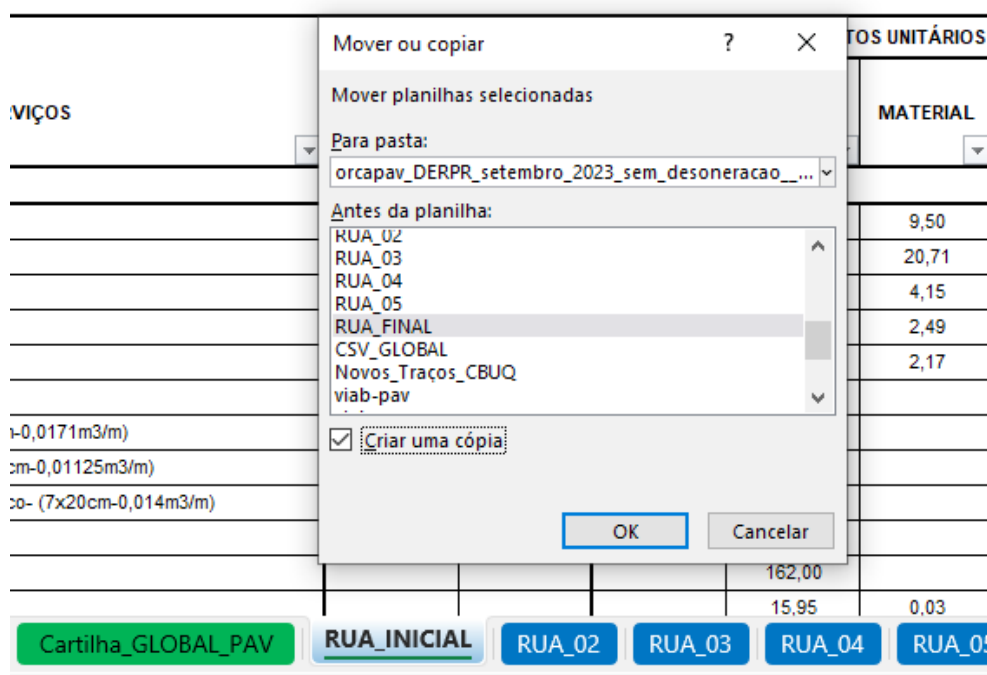 Mover ou copiar ? ×
TOS UNITÁRIOS
Mover planilhas selecionadas
VIÇOS
MATERIAL
Para pasta:
orcapav_DERPR_setembro_2023_sem_desoneracao__...
Antes da planilha:
RUA_02
RUA_03
RUA_04
RUA_05
RUA_FINAL
CSV_GLOBAL
Novos_Traços_CBUQ
viab-pav
9,50
20,71
4,15
2,49
2,17
-0,0171m3/m)
cm-0,01125m3/m)
co- (7x20cm-0,014m3/m)
Criar uma cópia
OK Cancelar
162,00
15,95 0,03
Cartilha_GLOBAL_PAV RUA_INICIAL RUA_02 RUA_03 RUA_04 RUA_05